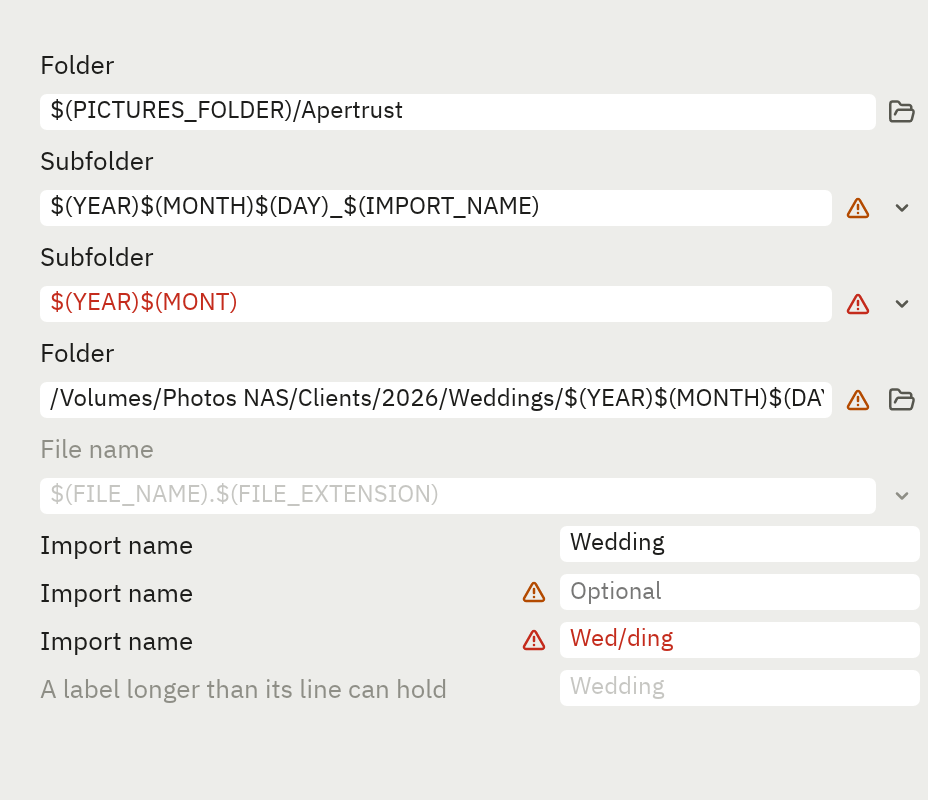 Folder
$(PICTURES_FOLDER)/Apertrust
Subfolder
$(YEAR)$(MONTH)$(DAY)_$(IMPORT_NAME)
Subfolder
$(YEAR)$(MONT)
Folder
/Volumes/Photos NAS/Clients/2026/Weddings/$(YEAR)$(MONTH)$(DAY
File name
$(FILE_NAME).$(FILE_EXTENSION)
Import name Wedding
Import name Optional
Import name Wed/ding
A label longer than its line can hold Wedding